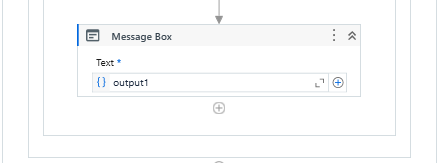 Message Box
Text *
{} output1